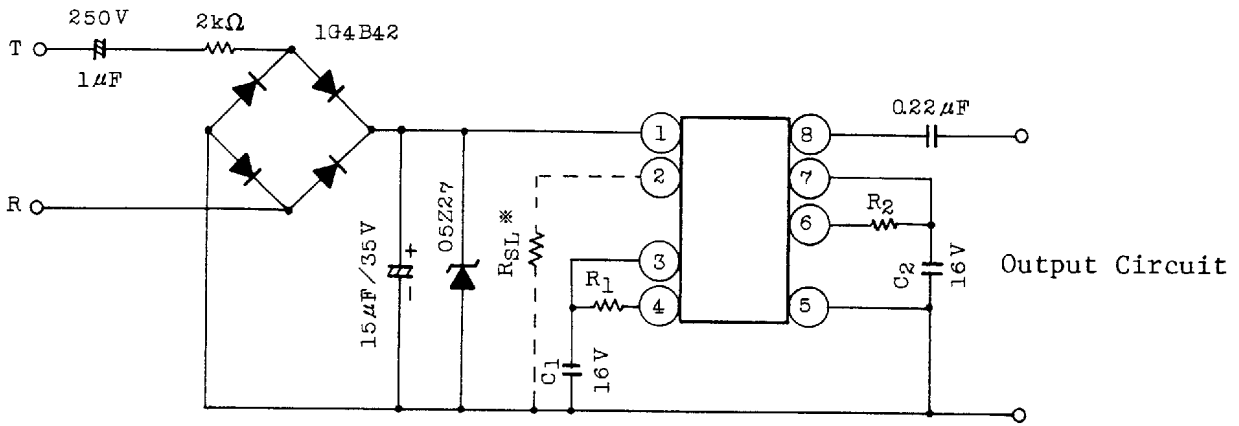 250V
1μF
2kΩ
1G4B42
T
R
15μF/35V
+
−
05Z27
RSL※
R1
C1
16V
1
2
3
4
8
7
6
5
0.22μF
R2
C2
16V
Output Circuit